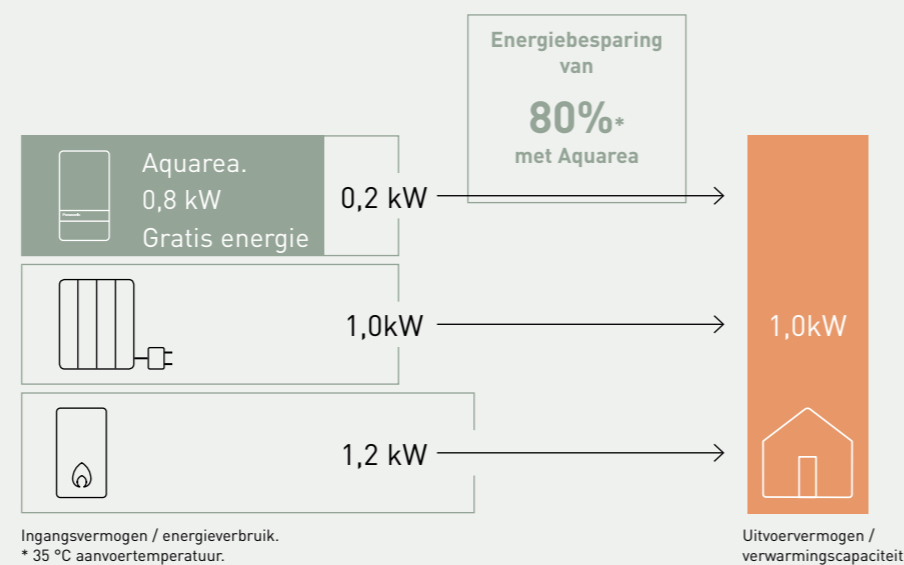 Energiebesparing
van
80%*
met Aquarea
Aquarea.
0,8 kW
Gratis energie
0,2 kW
1,0kW
1,0kW
1,2 kW
Ingangsvermogen / energieverbruik.
* 35 °C aanvoertemperatuur.
Uitvoervermogen /
verwarmingscapaciteit